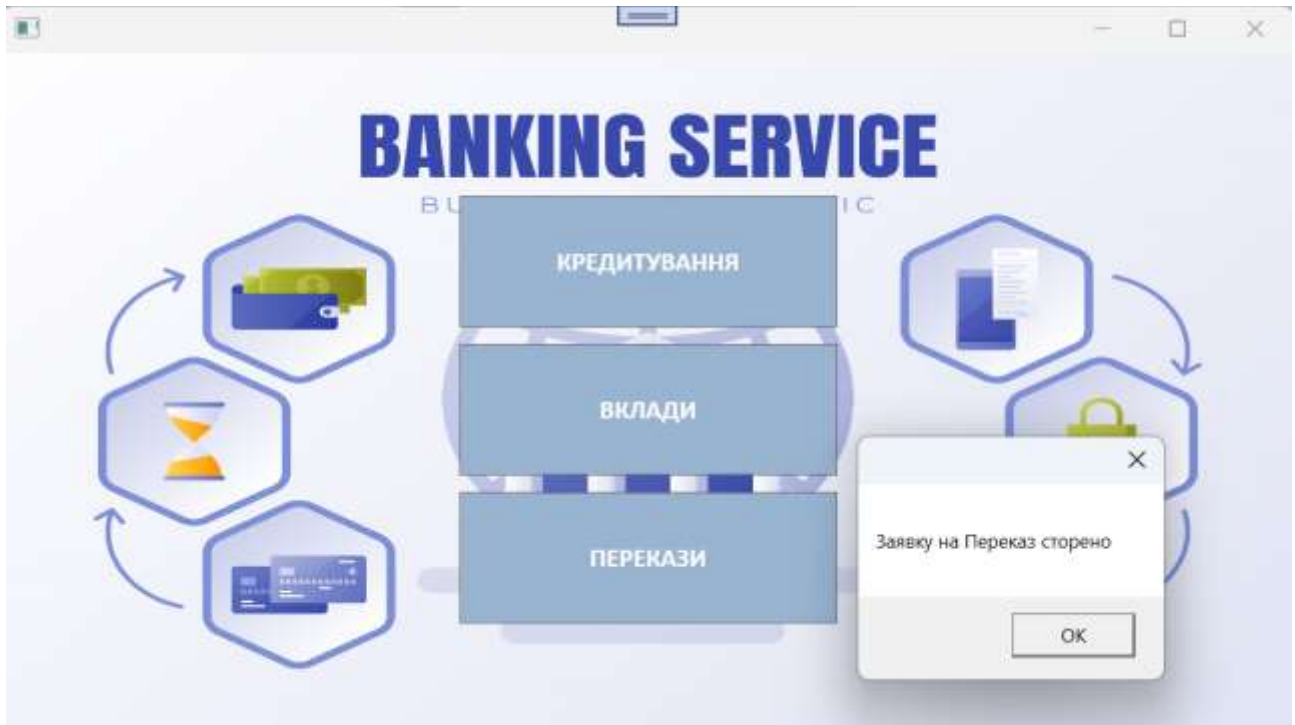 BANKING SERVICE
КРЕДИТУВАННЯ
ВКЛАДИ
ПЕРЕКАЗИ
Заявку на Переказ сторено
OK